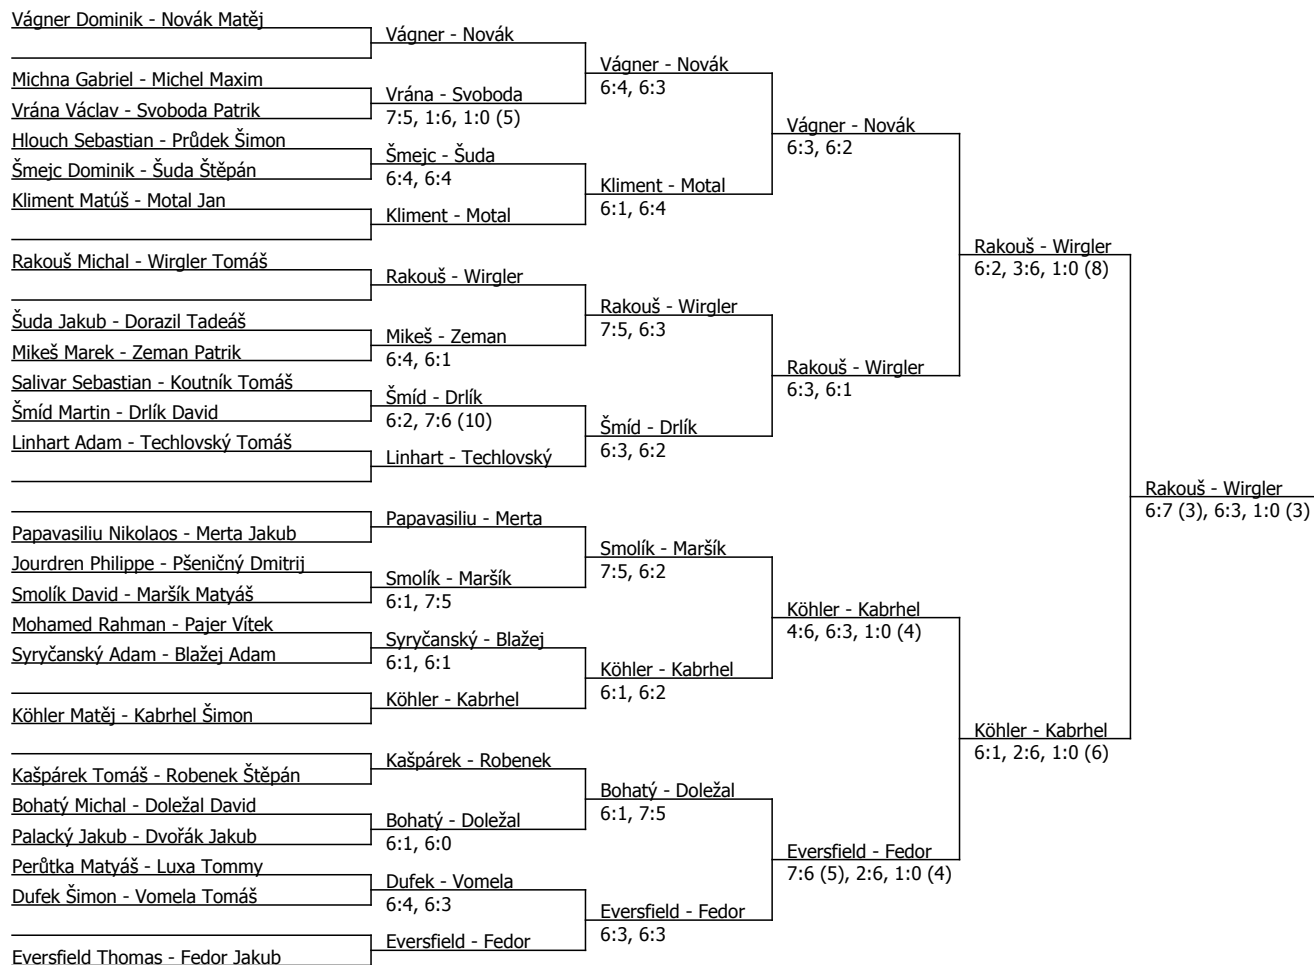 Vágner Dominik - Novák Matěj
Michna Gabriel - Michel Maxim
Vrána Václav - Svoboda Patrik
Hlouch Sebastian - Průdek Šimon
Šmejc Dominik - Šuda Štěpán
Kliment Matúš - Motal Jan
Rakouš Michal - Wirgler Tomáš
Šuda Jakub - Dorazil Tadeáš
Mikeš Marek - Zeman Patrik
Salivar Sebastian - Koutník Tomáš
Šmíd Martin - Drlík David
Linhart Adam - Techlovský Tomáš
Papavasiliu Nikolaos - Merta Jakub
Jourdren Philippe - Pšeničný Dmitrij
Smolík David - Maršík Matyáš
Mohamed Rahman - Pajer Vítek
Syryčanský Adam - Blažej Adam
Köhler Matěj - Kabrhel Šimon
Kašpárek Tomáš - Robenek Štěpán
Bohatý Michal - Doležal David
Palacký Jakub - Dvořák Jakub
Perůtka Matyáš - Luxa Tommy
Dufek Šimon - Vomela Tomáš
Eversfield Thomas - Fedor Jakub
Vágner - Novák
Vrána - Svoboda
7:5, 1:6, 1:0 (5)
Šmejc - Šuda
6:4, 6:4
Kliment - Motal
Rakouš - Wirgler
Mikeš - Zeman
6:4, 6:1
Šmíd - Drlík
6:2, 7:6 (10)
Linhart - Techlovský
Papavasiliu - Merta
Smolík - Maršík
6:1, 7:5
Syryčanský - Blažej
6:1, 6:1
Köhler - Kabrhel
Kašpárek - Robenek
Bohatý - Doležal
6:1, 6:0
Dufek - Vomela
6:4, 6:3
Eversfield - Fedor
Vágner - Novák
6:4, 6:3
Kliment - Motal
6:1, 6:4
Rakouš - Wirgler
7:5, 6:3
Šmíd - Drlík
6:3, 6:2
Smolík - Maršík
7:5, 6:2
Köhler - Kabrhel
6:1, 6:2
Bohatý - Doležal
6:1, 7:5
Eversfield - Fedor
6:3, 6:3
Vágner - Novák
6:3, 6:2
Rakouš - Wirgler
6:3, 6:1
Köhler - Kabrhel
4:6, 6:3, 1:0 (4)
Eversfield - Fedor
7:6 (5), 2:6, 1:0 (4)
Rakouš - Wirgler
6:2, 3:6, 1:0 (8)
Köhler - Kabrhel
6:1, 2:6, 1:0 (6)
Rakouš - Wirgler
6:7 (3), 6:3, 1:0 (3)